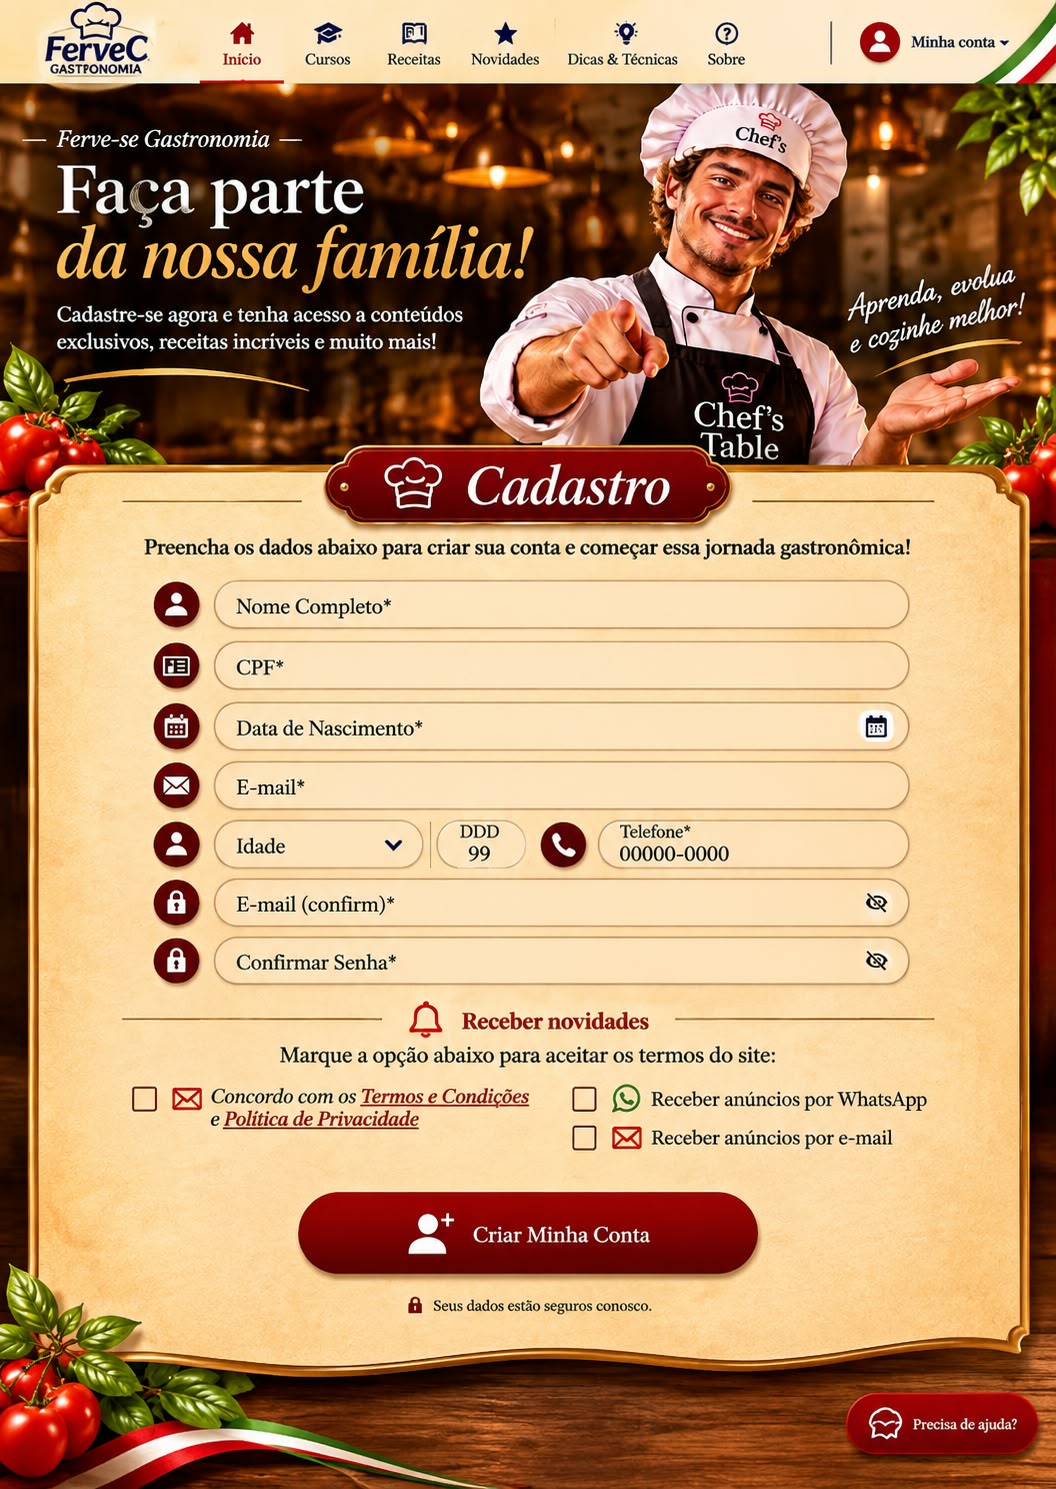 FerveC
GASTPONOMIA
Início
Cursos
Receitas
Novidades
Dicas & Técnicas
Sobre
Minha conta
Chef's
— Ferve-se Gastronomia —
Faça parte
da nossa família!
Cadastre-se agora e tenha acesso a conteúdos
exclusivos, receitas incríveis e muito mais!
Aprenda, evolua
e cozinhe melhor!
Chef's
Table
Cadastro
Preencha os dados abaixo para criar sua conta e começar essa jornada gastronômica!
Nome Completo*
CPF*
Data de Nascimento*
E-mail*
Idade
DDD
99
Telefone*
00000-0000
E-mail (confirm)*
Confirmar Senha*
Receber novidades
Marque a opção abaixo para aceitar os termos do site:
Concordo com os Termos e Condições
e Política de Privacidade
Receber anúncios por WhatsApp
Receber anúncios por e-mail
Criar Minha Conta
Seus dados estão seguros conosco.
Precisa de ajuda?